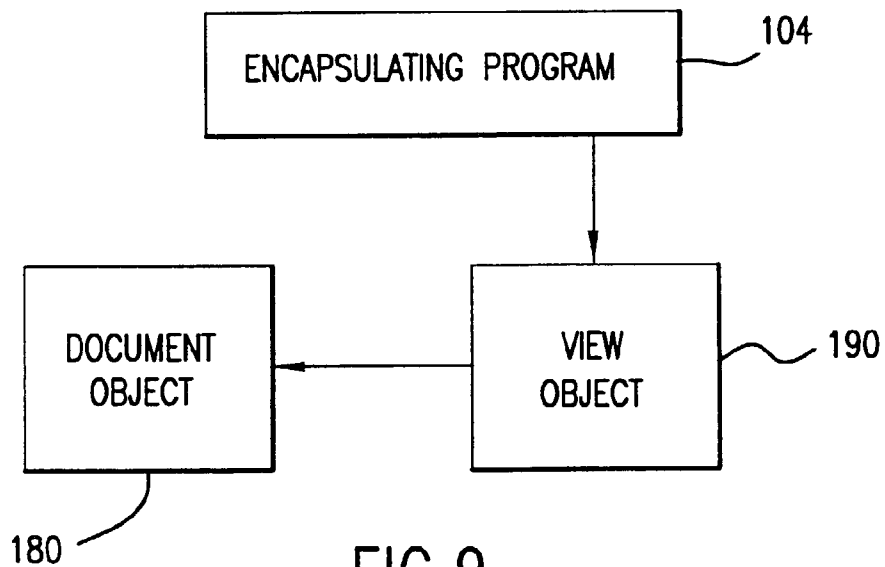 104
ENCAPSULATING PROGRAM
DOCUMENT
OBJECT
VIEW
OBJECT
190
180
FIG. 9